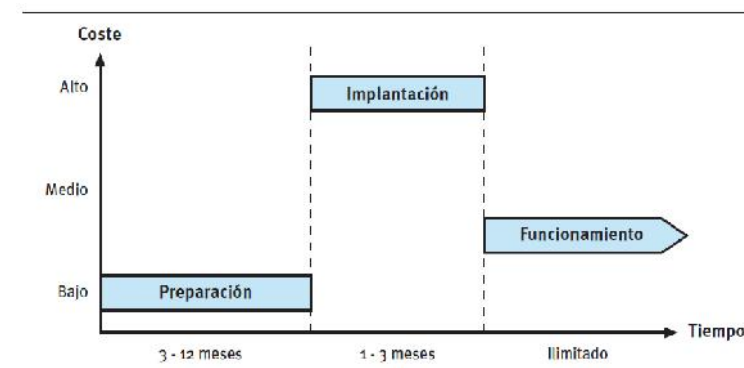 Coste
Alto
Implantación
Medio
Funcionamiento
Bajo
Preparación
Tiempo
3 - 12 meses
1 - 3 meses
Ilimitado